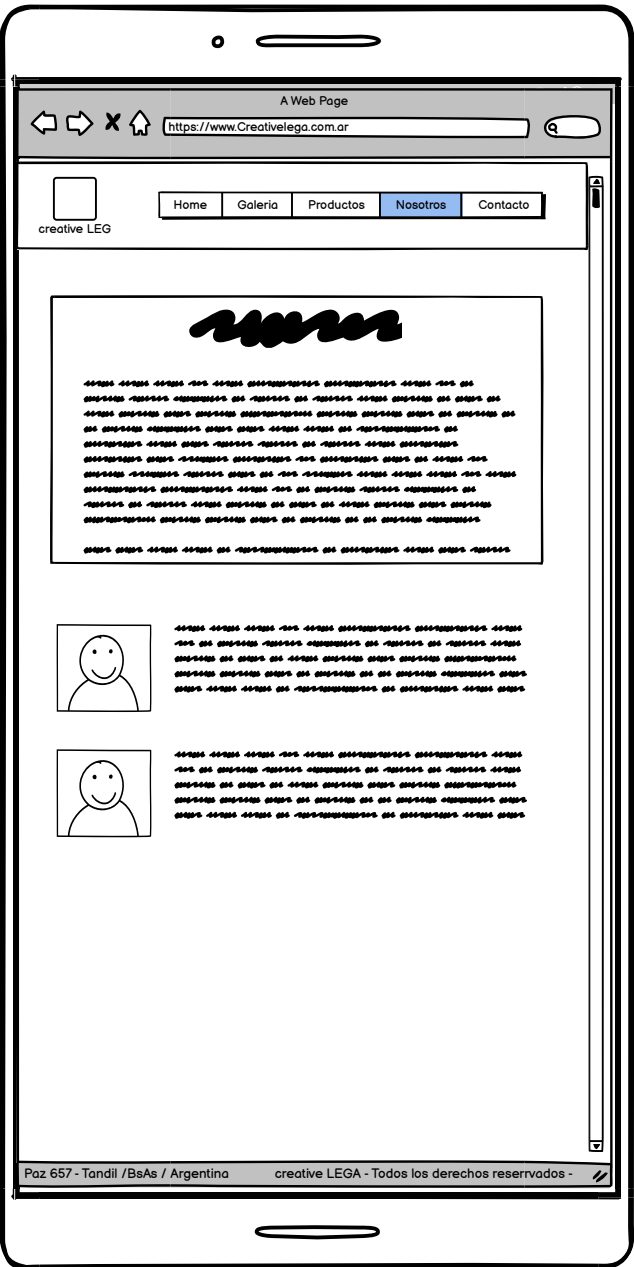 A Web Page
https://www.Creativelega.com.ar
Home Galeria Productos Nosotros Contacto
creative LEG
Paz 657 - Tandil /BsAs / Argentina creative LEGA - Todos los derechos reserrvados -